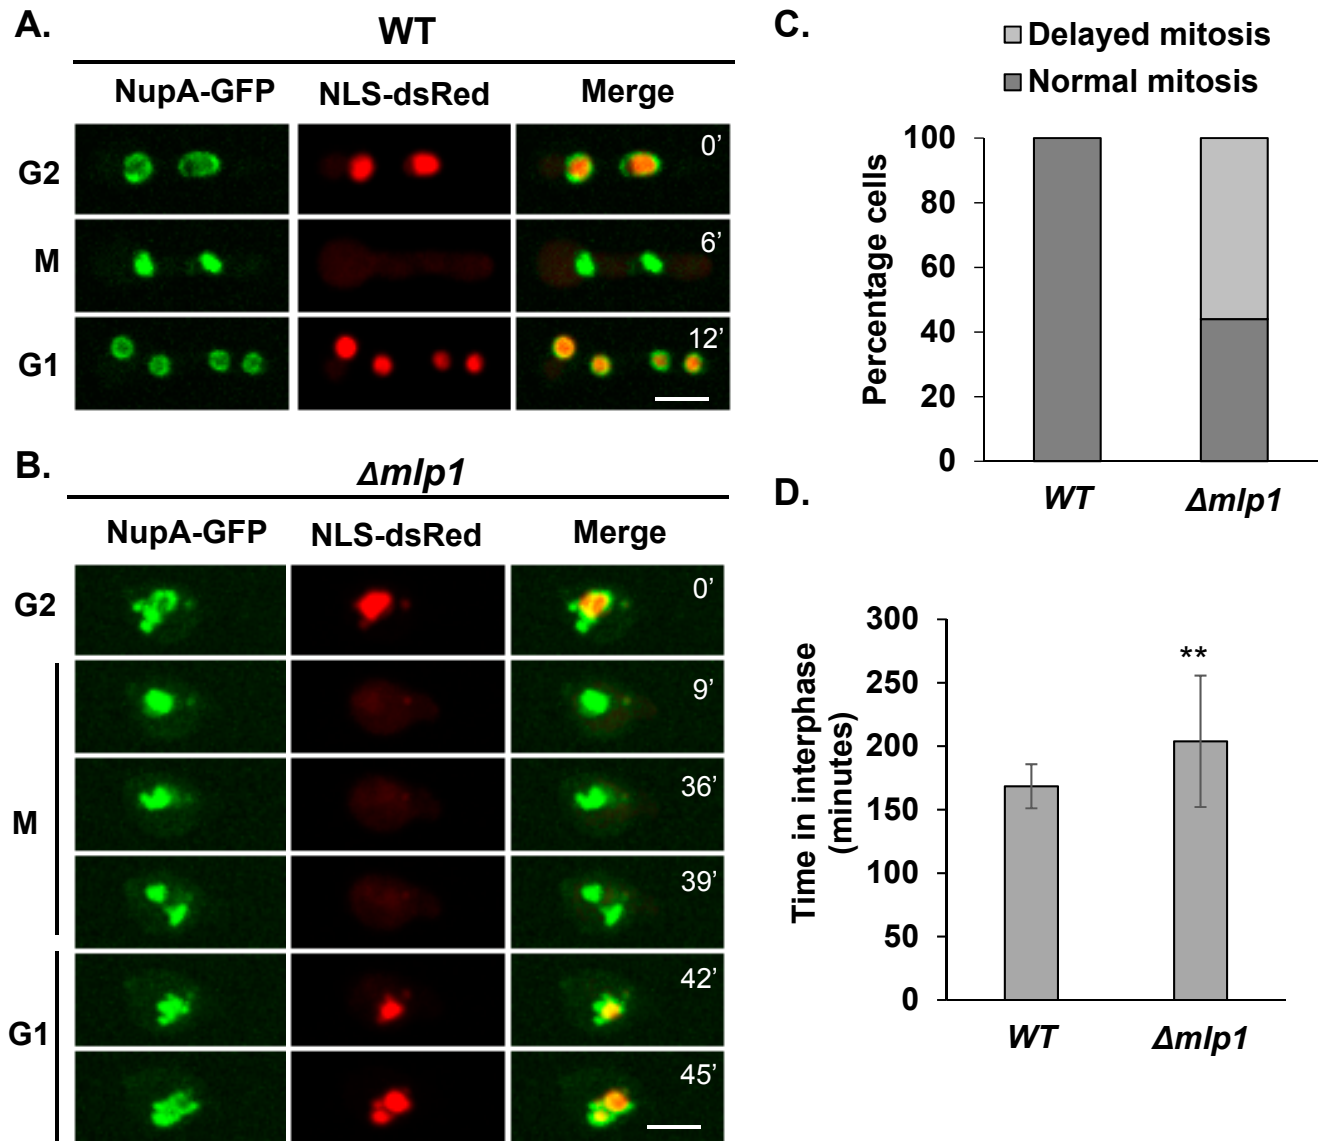 A.
WT
NupA-GFP NLS-dsRed Merge
G2 0’
M 6’
G1 12’
B.
Δmlp1
NupA-GFP NLS-dsRed Merge
G2 0’
9’
M 36’
39’
42’
G1
45’
C.
Delayed mitosis
Normal mitosis
Percentage cells
100
80
60
40
20
0
WT Δmlp1
D.
Time in interphase
(minutes)
300
250
200
150
100
50
0
**
WT Δmlp1